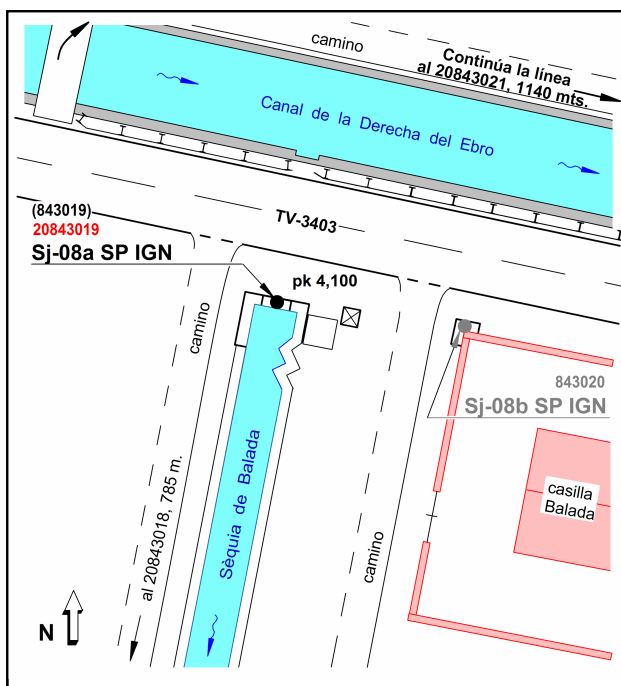 camino
Continúa la línea
al 20843021, 1140 mts.
Canal de la Derecha del Ebro
TV-3403
(843019)
20843019
Sj-08a SP IGN
pk 4,100
camino
843020
Sj-08b SP IGN
casilla
Balada
Sèquia de Balada
al 20843018, 785 m.
camino
N